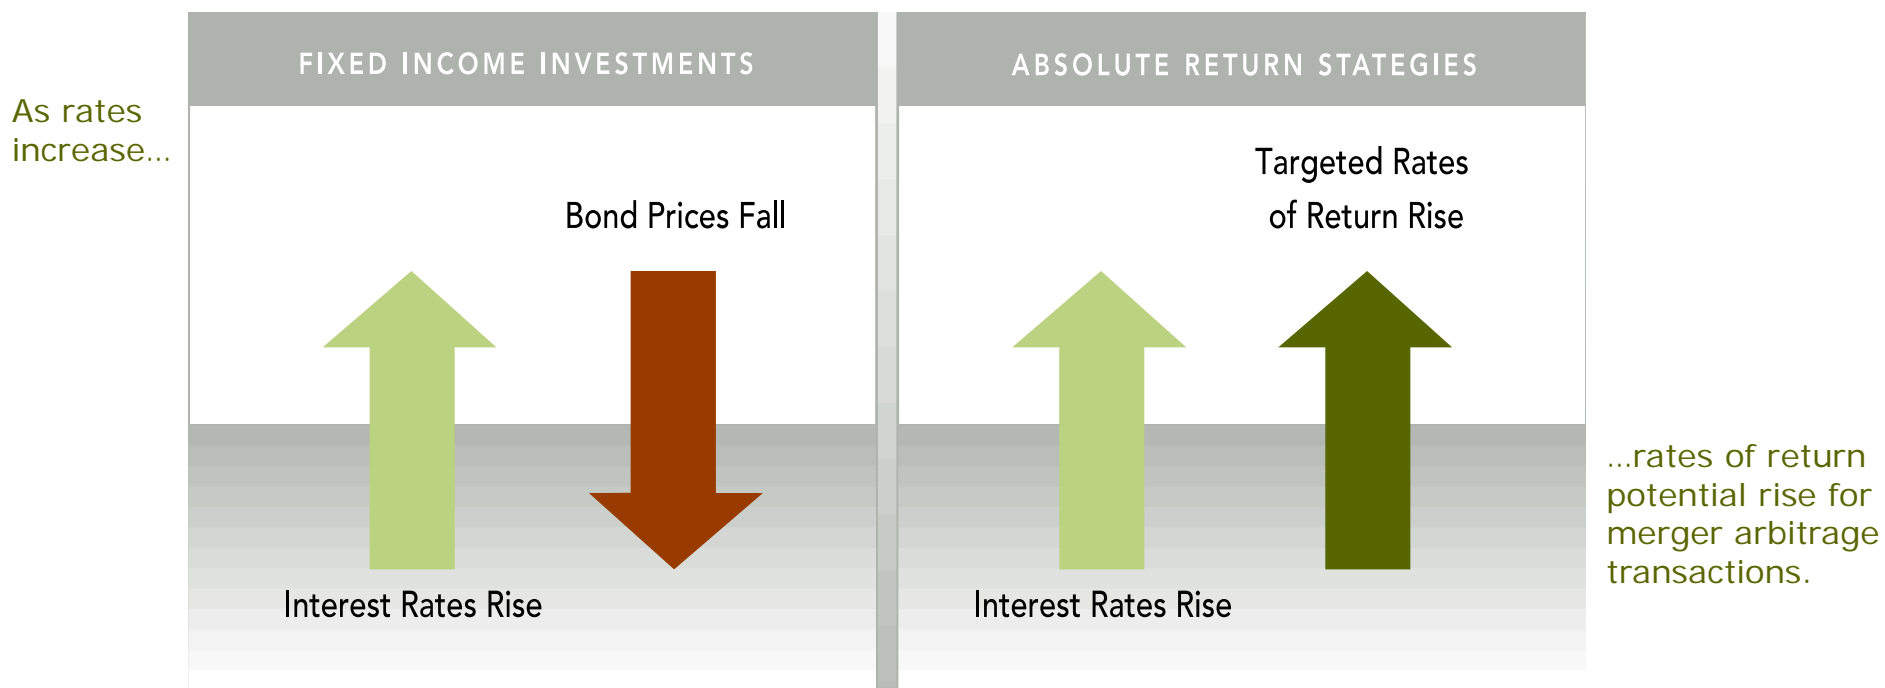 FIXED INCOME INVESTMENTS
ABSOLUTE RETURN STATEGIES
As rates
increase...
Bond Prices Fall
Targeted Rates
of Return Rise
Interest Rates Rise
Interest Rates Rise
...rates of return
potential rise for
merger arbitrage
transactions.